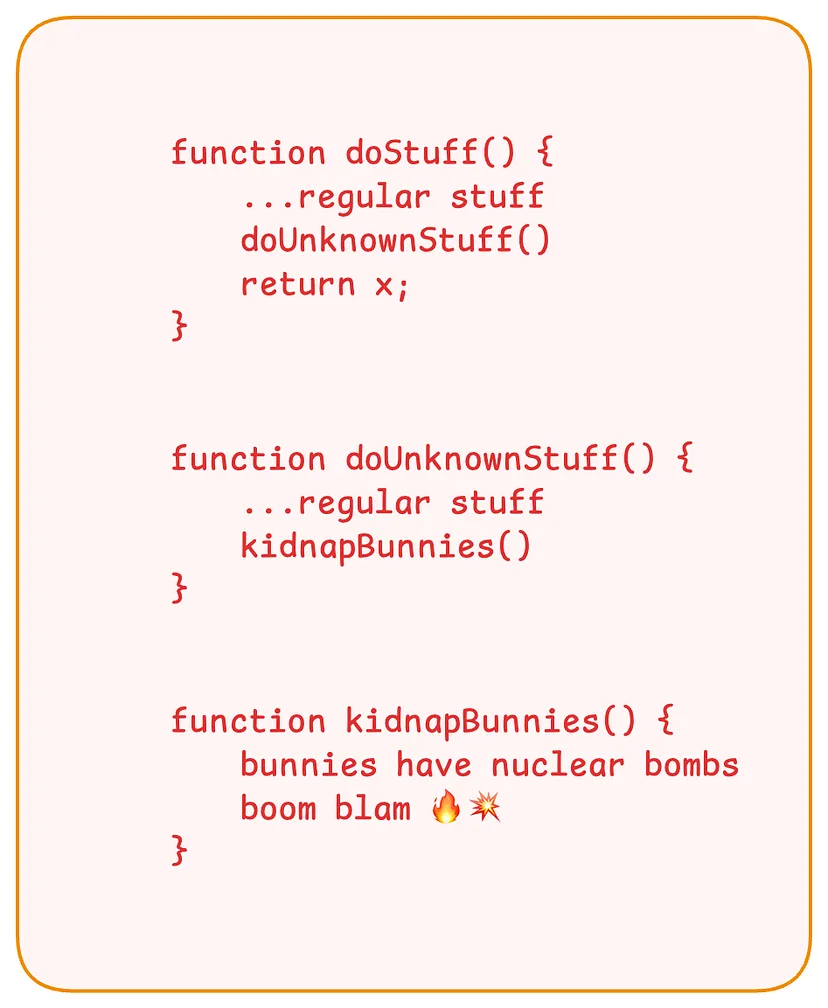 function doStuff() {
    ...regular stuff
    doUnknownStuff()
    return x;
}
function doUnknownStuff() {
    ...regular stuff
    kidnapBunnies()
}
function kidnapBunnies() {
    bunnies have nuclear bombs
    boom blam 🔥💥
}